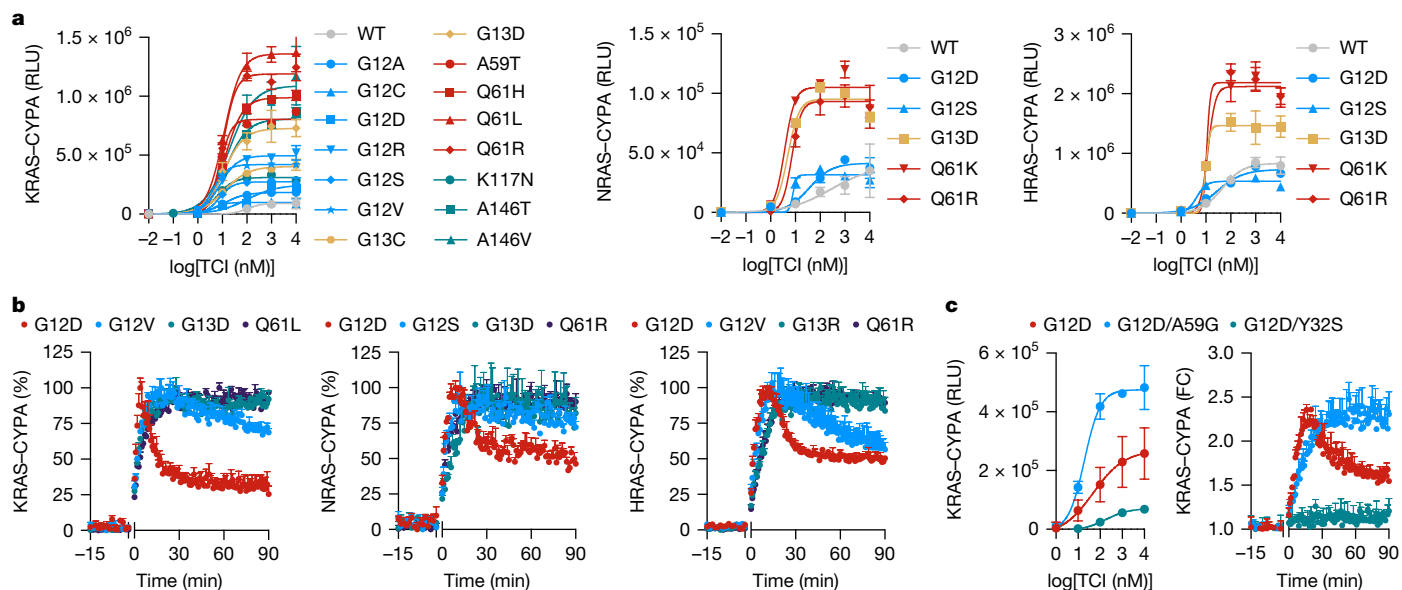 a
KRAS–CYPA (RLU)
1.5 × 10⁶
1.0 × 10⁶
5.0 × 10⁵
0
−2 −1 0 1 2 3 4
log[TCI (nM)]
WT
G12A
G12C
G12D
G12R
G12S
G12V
G13C
G13D
A59T
Q61H
Q61L
Q61R
K117N
A146T
A146V
NRAS–CYPA (RLU)
1.5 × 10⁵
1.0 × 10⁵
5.0 × 10⁴
0
−2 −1 0 1 2 3 4
log[TCI (nM)]
WT
G12D
G12S
G13D
Q61K
Q61R
HRAS–CYPA (RLU)
3 × 10⁶
2 × 10⁶
1 × 10⁶
0
−2 −1 0 1 2 3 4
log[TCI (nM)]
WT
G12D
G12S
G13D
Q61K
Q61R
b
G12D G12V G13D Q61L
KRAS–CYPA (%)
125
100
75
50
25
0
−15 0 30 60 90
Time (min)
G12D G12S G13D Q61R
NRAS–CYPA (%)
125
100
75
50
25
0
−15 0 30 60 90
Time (min)
G12D G12V G13R Q61R
HRAS–CYPA (%)
125
100
75
50
25
0
−15 0 30 60 90
Time (min)
c
G12D G12D/A59G G12D/Y32S
KRAS–CYPA (RLU)
6 × 10⁵
4 × 10⁵
2 × 10⁵
0
0 1 2 3 4
log[TCI (nM)]
KRAS–CYPA (FC)
3.0
2.5
2.0
1.5
1.0
−15 0 30 60 90
Time (min)